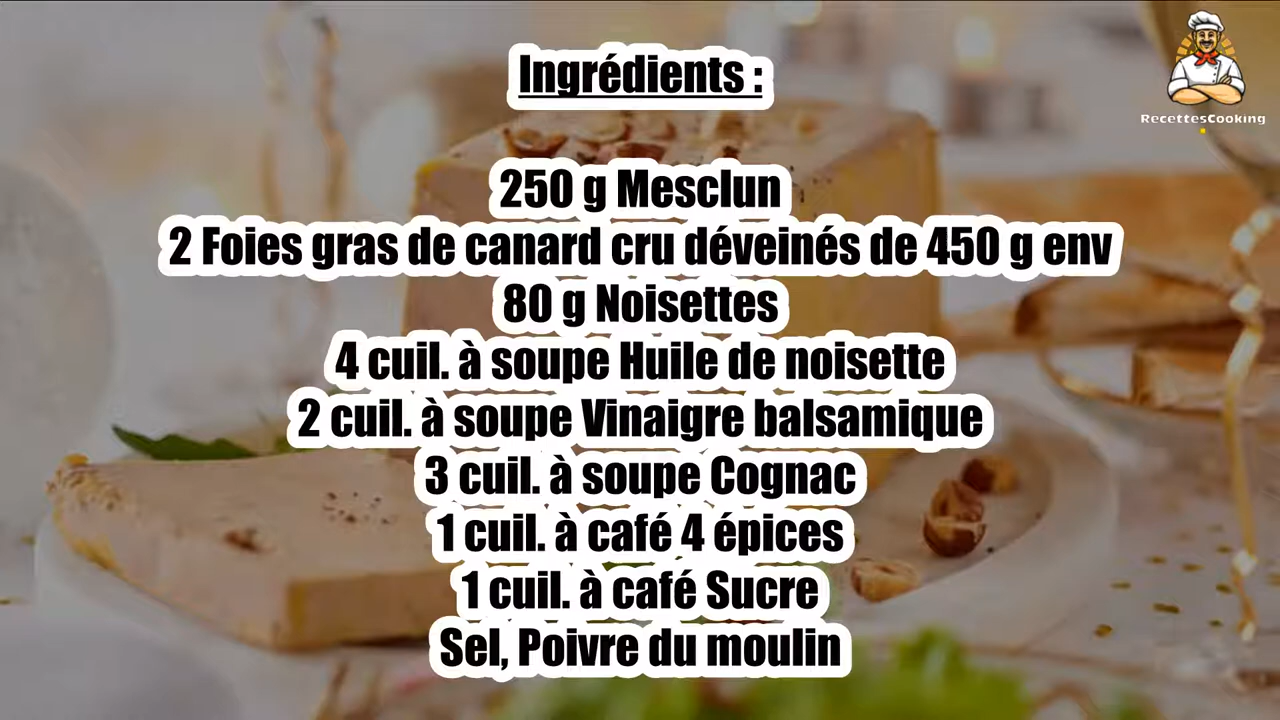 Ingrédients :
RecettesCooking
250 g Mesclun
2 Foies gras de canard cru déveinés de 450 g env
80 g Noisettes
4 cuil. à soupe Huile de noisette
2 cuil. à soupe Vinaigre balsamique
3 cuil. à soupe Cognac
1 cuil. à café 4 épices
1 cuil. à café Sucre
Sel, Poivre du moulin